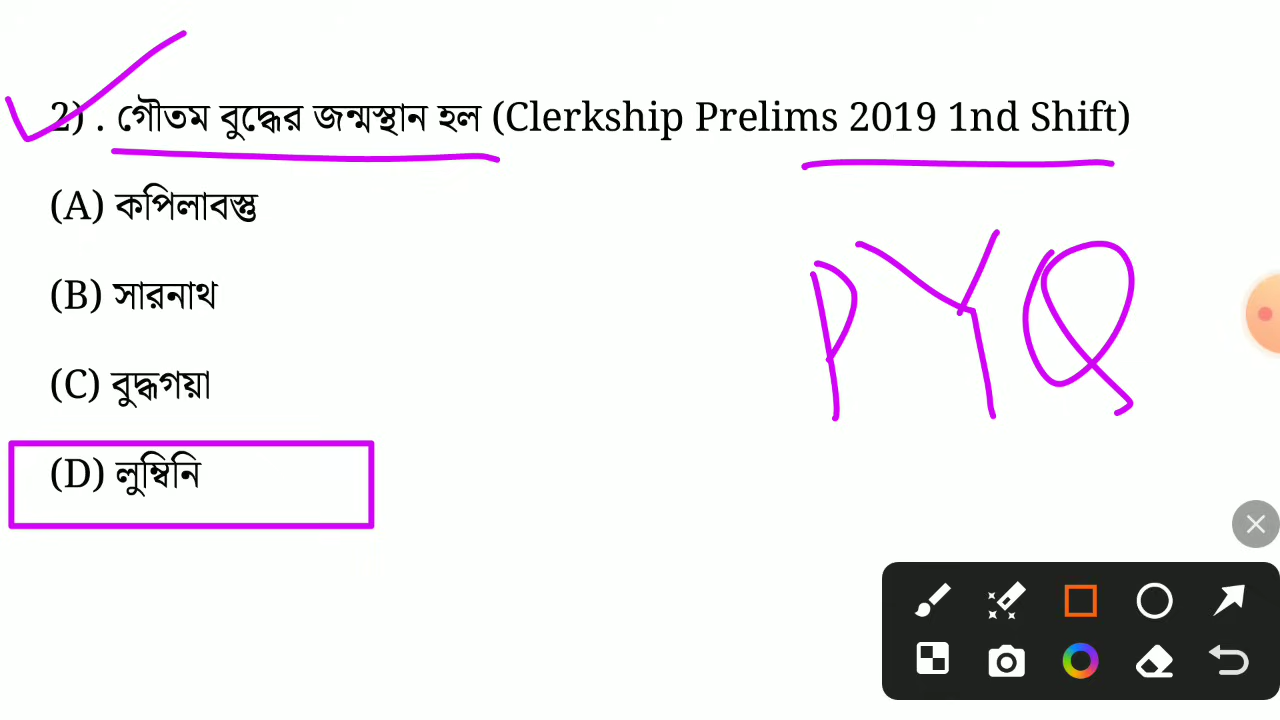 2) . গৌতম বুদ্ধের জন্মস্থান হল (Clerkship Prelims 2019 1nd Shift)
(A) কপিলাবস্তু
(B) সারনাথ
PYQ
(C) বুদ্ধগয়া
(D) লুম্বিনি